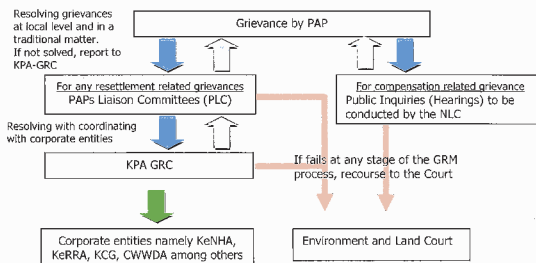 Resolving grievances
at local level and in a
traditional matter.
If not solved, report to
KPA-GRC
Grievance by PAP
For any resettlement related grievances
PAPs Liaison Committees (PLC)
For compensation related grievance
Public Inquiries (Hearings) to be
conducted by the NLC
Resolving with coordinating
with corporate entities
KPA GRC
If fails at any stage of the GRM
process, recourse to the Court
Corporate entities namely KeNHA,
KeRRA, KCG, CWWDA among others
Environment and Land Court